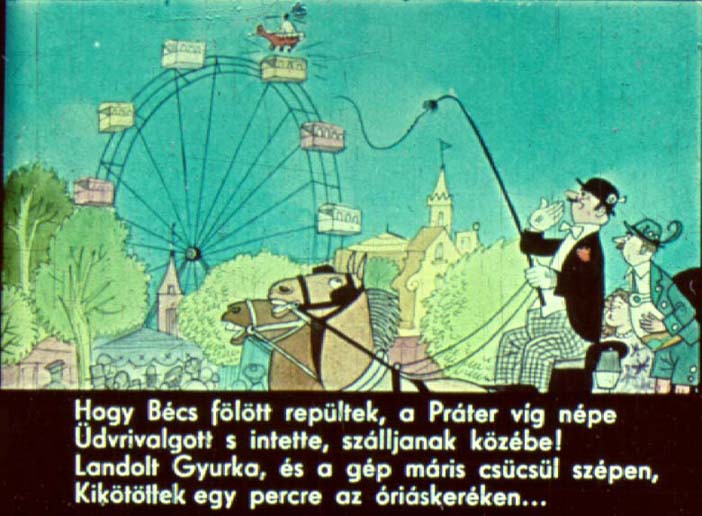 Hogy Bécs fölött repültek, a Práter víg népe
Üdvrivalgott s intette, szálljanak közébe!
Landolt Gyurka, és a gép máris csücsül szépen,
Kikötöttek egy percre az óriáskeréken...